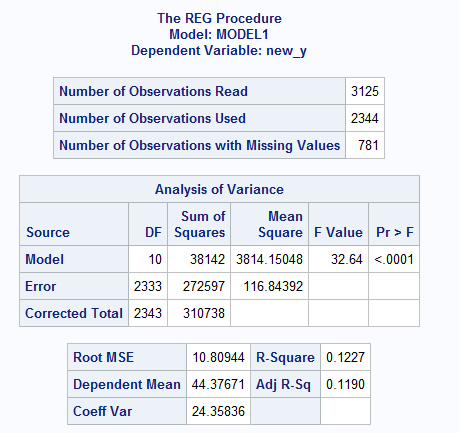 The REG Procedure
Model: MODEL1
Dependent Variable: new_y
Number of Observations Read 3125
Number of Observations Used 2344
Number of Observations with Missing Values 781
Analysis of Variance
Source DF Sum of Squares Mean Square F Value Pr > F
Model 10 38142 3814.15048 32.64 <.0001
Error 2333 272597 116.84392
Corrected Total 2343 310738
Root MSE 10.80944 R-Square 0.1227
Dependent Mean 44.37671 Adj R-Sq 0.1190
Coeff Var 24.35836